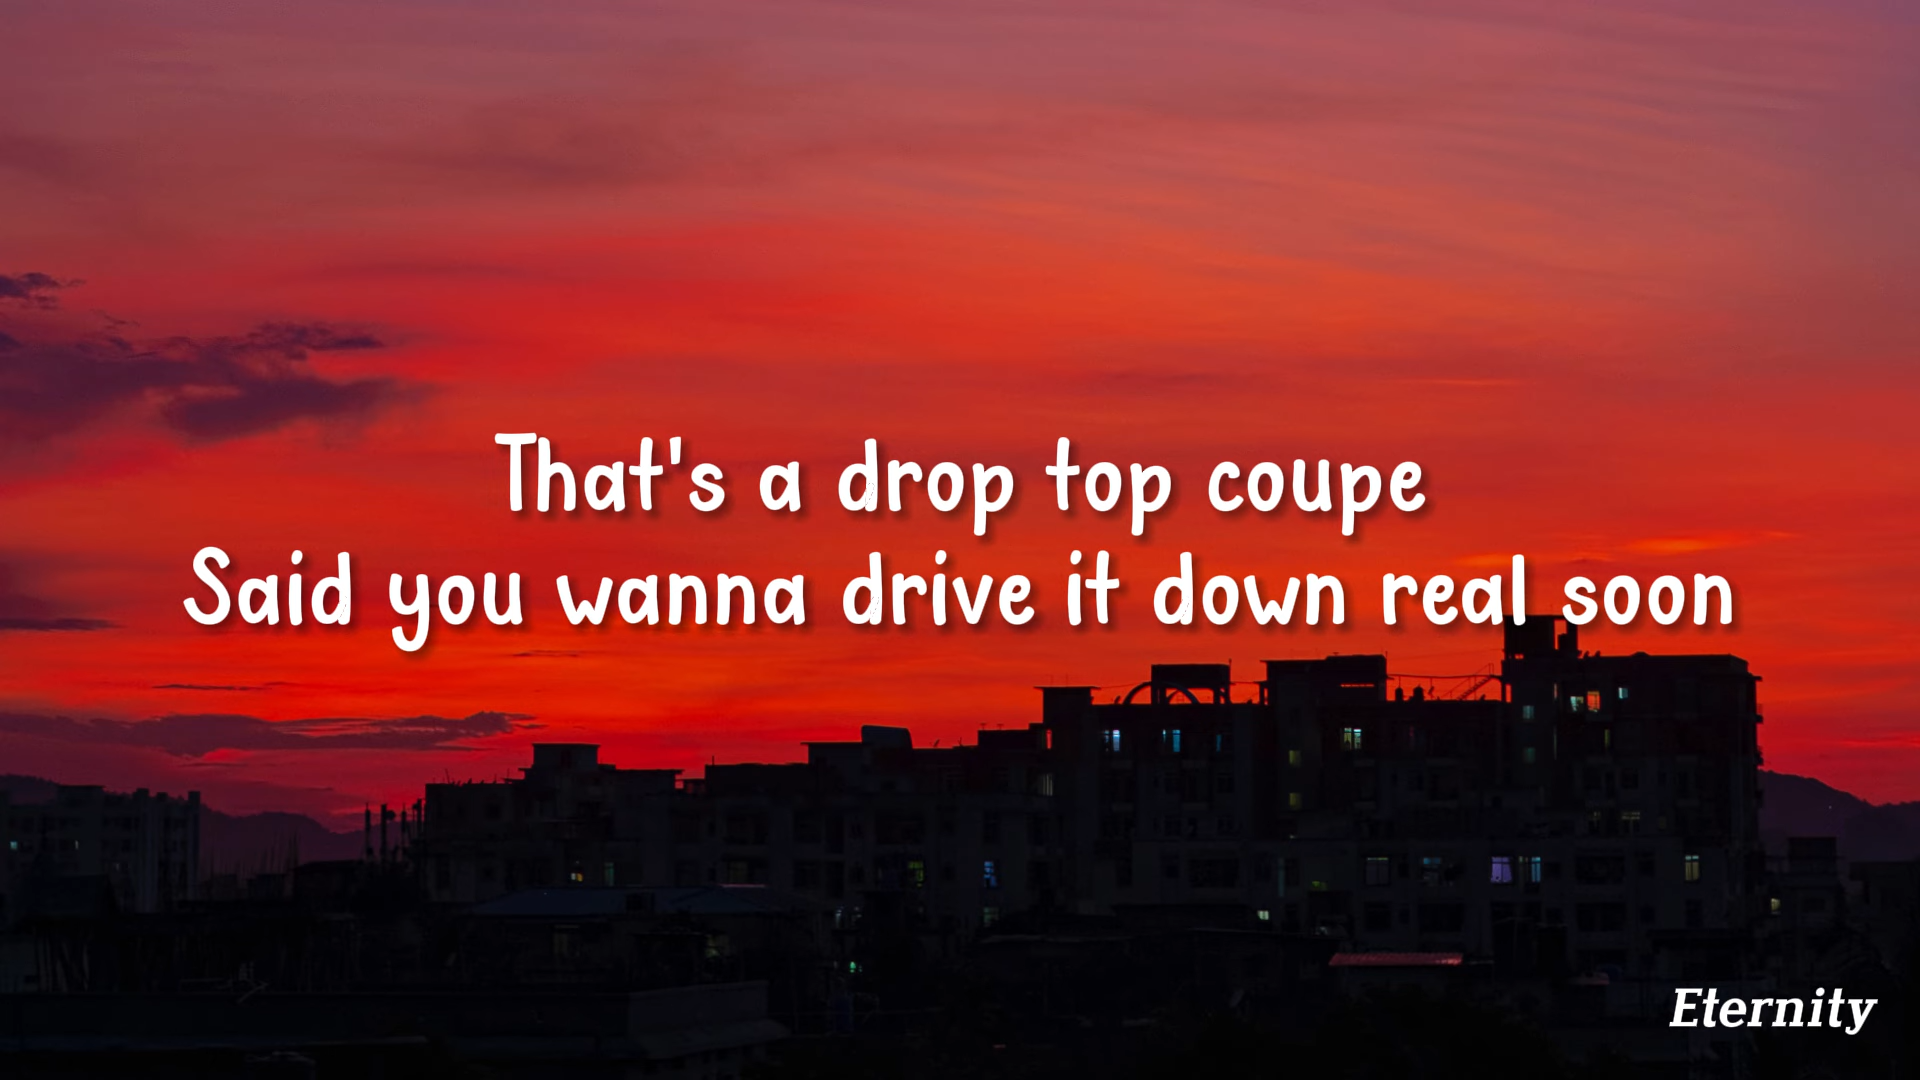 That's a drop top coupe
Said you wanna drive it down real soon
Eternity